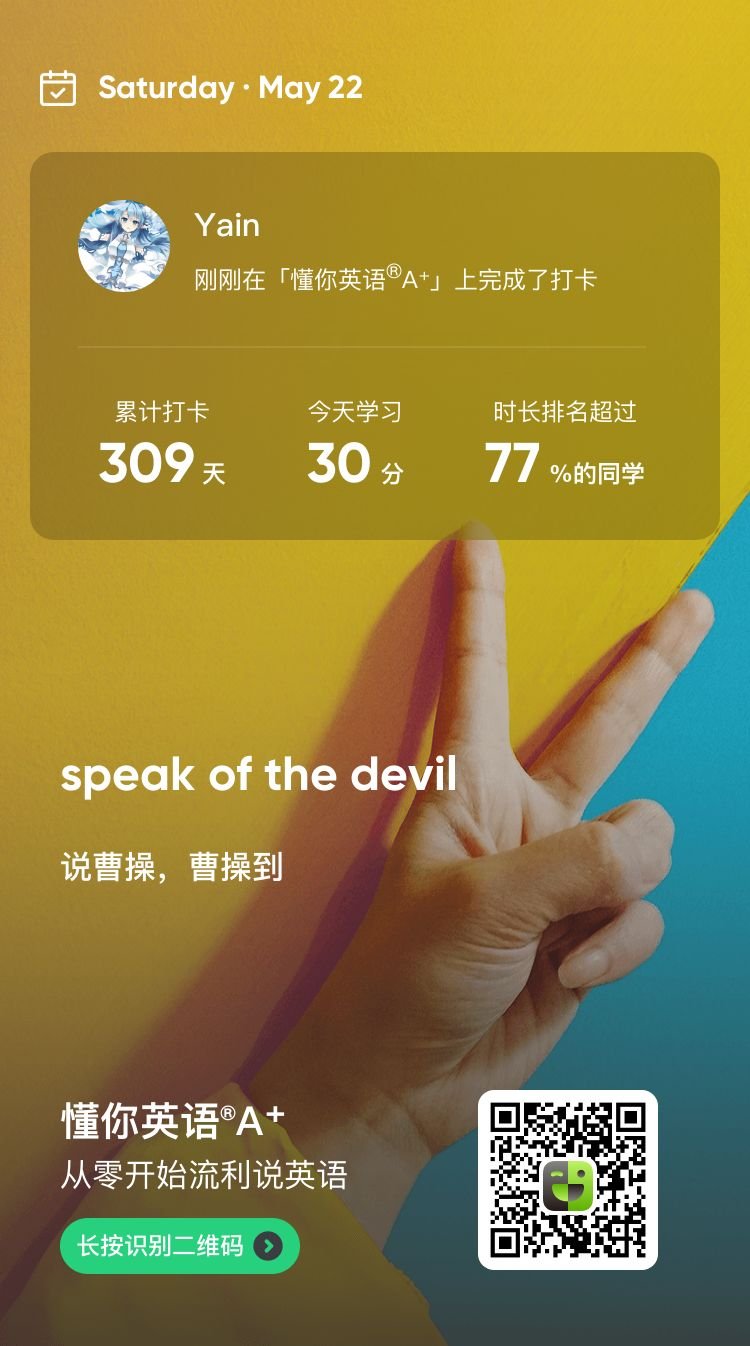 Saturday · May 22
Yain
刚刚在「懂你英语®A⁺」上完成了打卡
累计打卡 今天学习 时长排名超过
309 天 30 分 77 %的同学
speak of the devil
说曹操，曹操到
懂你英语®A⁺
从零开始流利说英语
长按识别二维码